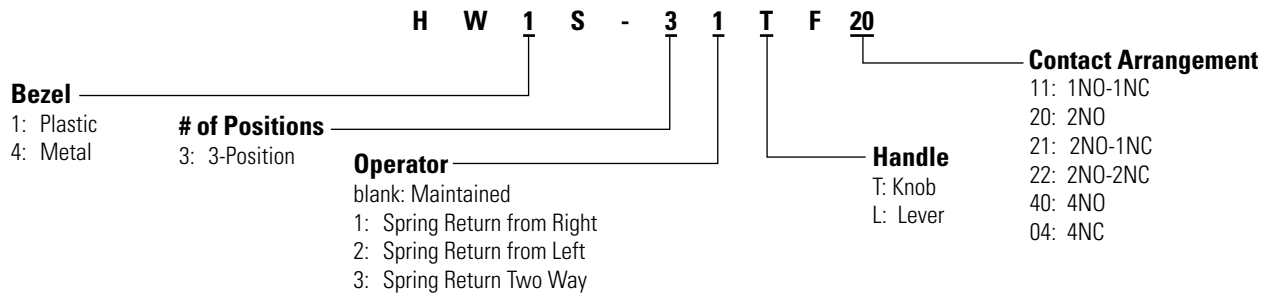 H W 1 S - 3 1 T F 20
Bezel
1: Plastic
4: Metal
# of Positions
3: 3-Position
Operator
blank: Maintained
1: Spring Return from Right
2: Spring Return from Left
3: Spring Return Two Way
Handle
T: Knob
L: Lever
Contact Arrangement
11: 1NO-1NC
20: 2NO
21: 2NO-1NC
22: 2NO-2NC
40: 4NO
04: 4NC